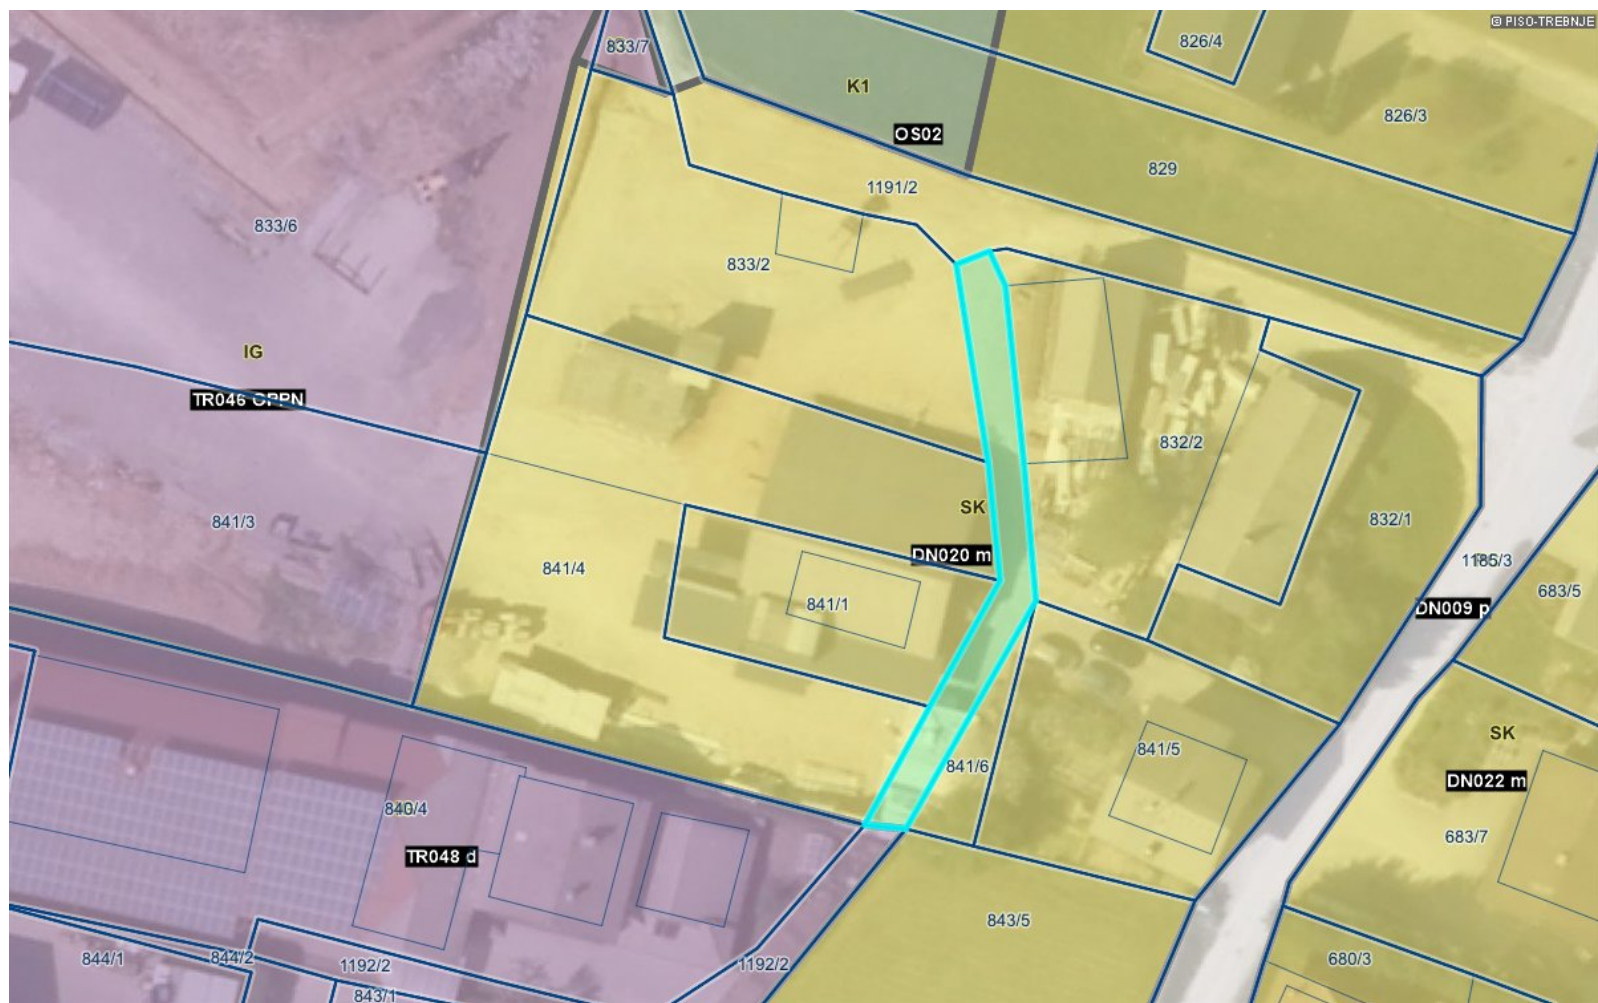 © PISO-TREBNJE
833/7
826/4
K1
826/3
OS02
829
1191/2
833/6
833/2
IG
TR046 OPPN
832/2
SK
841/3
832/1
DN020 m
841/4
1185/3
683/5
841/1
DN009 p
SK
841/5
841/6
DN022 m
840/4
683/7
TR048 d
843/5
844/1
844/2
1192/2
1192/2
680/3
843/1